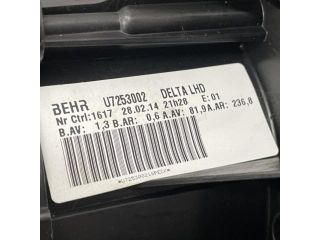 BEHR U7253002 DELTA LHD
Nr Ctrl:1617 28.02.14 21h28 E:01
B.AV: 1,3 B.AR: 0,6 A.AV: 81,9 A.AR: 236,8